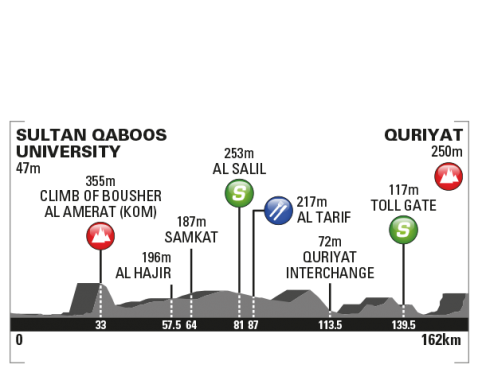 SULTAN QABOOS
UNIVERSITY
47m
355m
CLIMB OF BOUSHER
AL AMERAT (KOM)
196m
AL HAJIR
187m
SAMKAT
253m
AL SALIL
S
217m
AL TARIF
72m
QURIYAT
INTERCHANGE
117m
TOLL GATE
S
QURIYAT
250m
33
57.5
64
81
87
113.5
139.5
0
162km